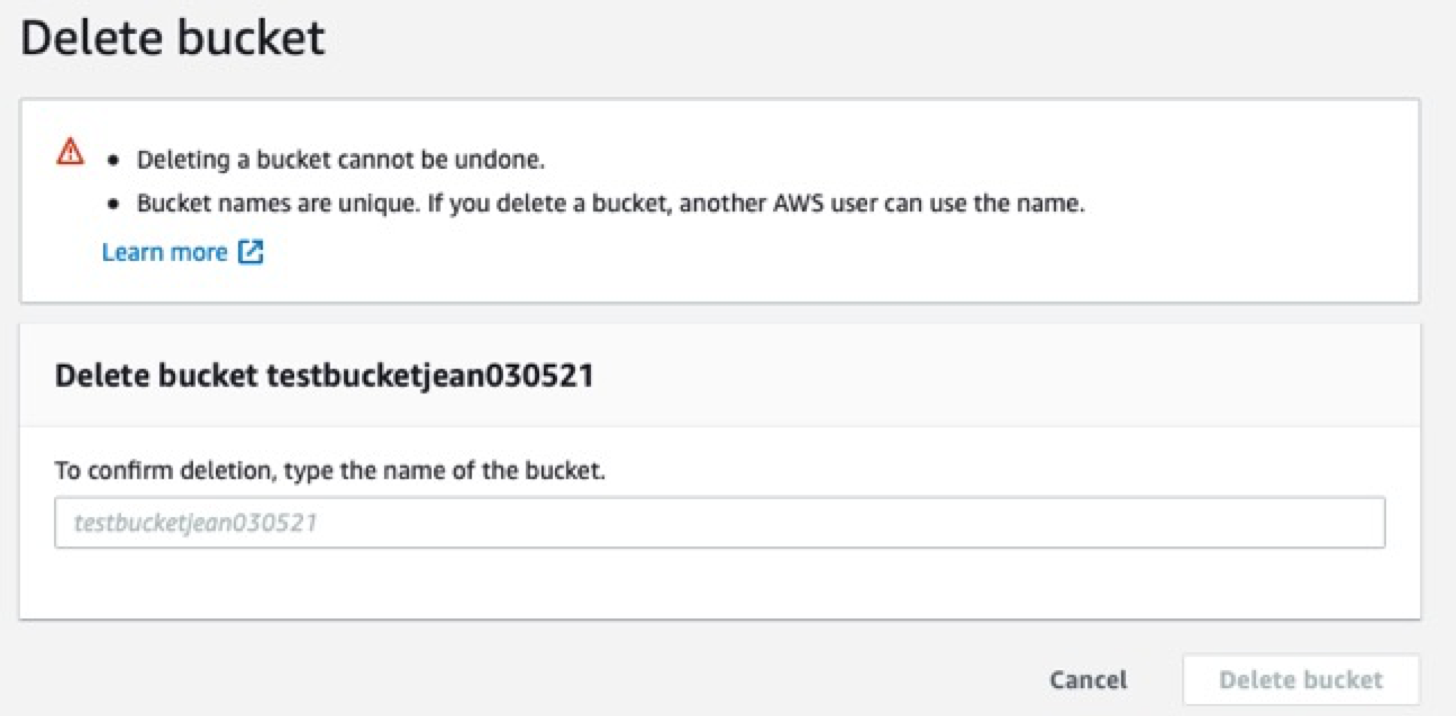 Delete bucket
• Deleting a bucket cannot be undone.
• Bucket names are unique. If you delete a bucket, another AWS user can use the name.
Learn more
Delete bucket testbucketjean030521
To confirm deletion, type the name of the bucket.
testbucketjean030521
Cancel Delete bucket